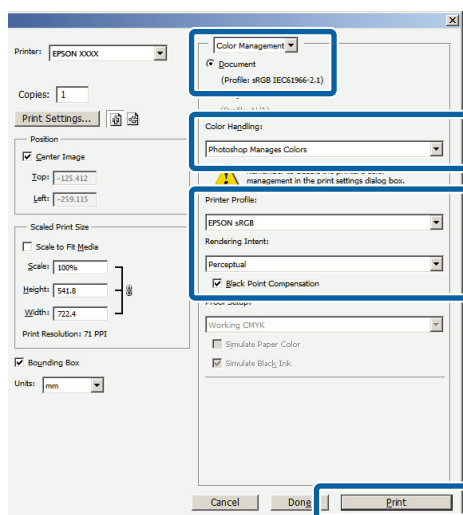 Printer: EPSON XXXX
Copies: 1
Print Settings...
Position
Center Image
Top: -125.412
Left: -259.115
Scaled Print Size
Scale to Fit Media
Scale: 100%
Height: 541.8
Width: 722.4
Print Resolution: 71 PPI
Bounding Box
Units: mm
Color Management
Document
(Profile: sRGB IEC61966-2.1)
(Profile: N/A)
Color Handling:
Photoshop Manages Colors
management in the print settings dialog box.
Printer Profile:
EPSON sRGB
Rendering Intent:
Perceptual
Black Point Compensation
Proof Setup:
Working CMYK
Simulate Paper Color
Simulate Black Ink
Cancel
Done
Print